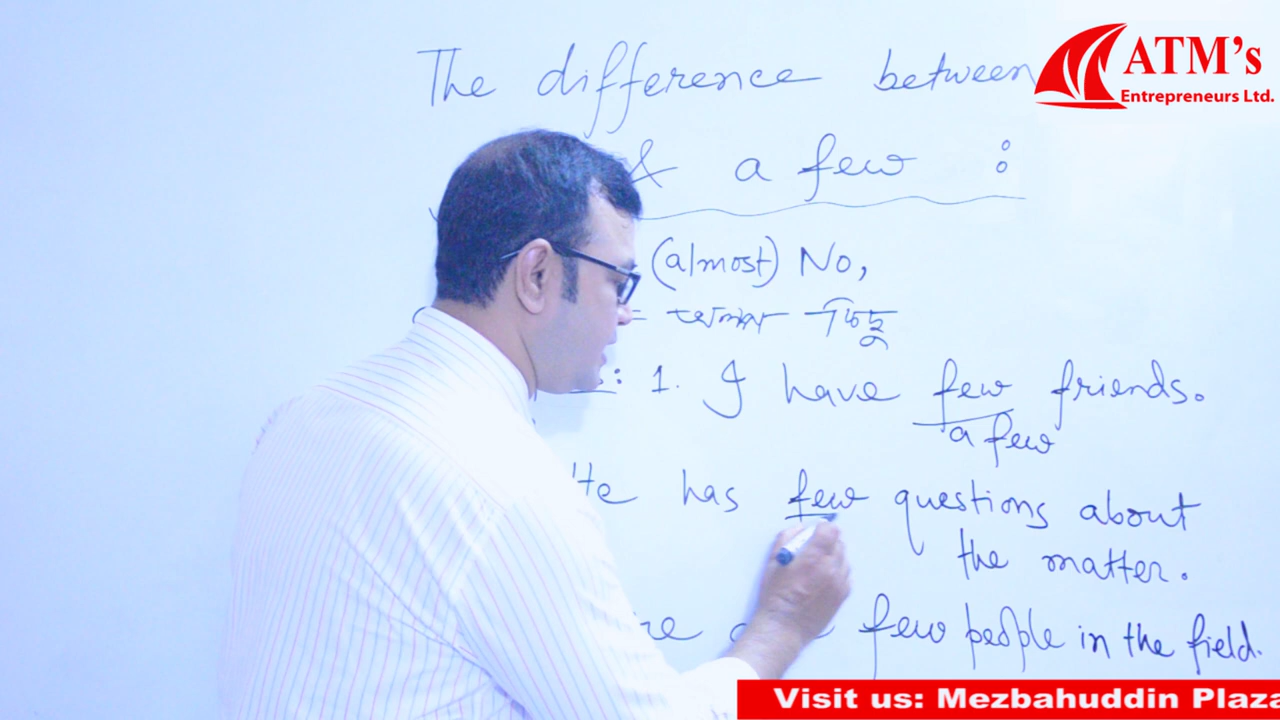 The difference between
& a few :
(almost) No,
= কিছু
: 1. I have few friends.
a few
He has few questions about
the matter.
few people in the field.
ATM's
Entrepreneurs Ltd.
Visit us: Mezbahuddin Plaza